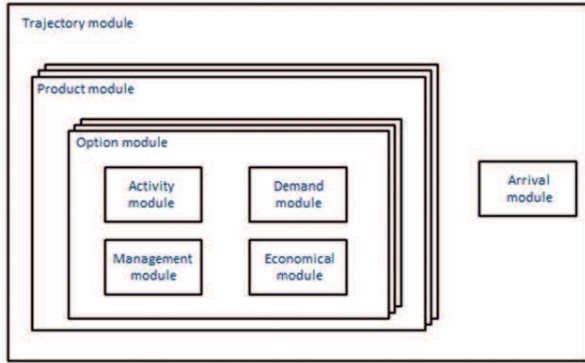 Trajectory module
Product module
Option module
Activity
module
Demand
module
Arrival
module
Management
module
Economical
module